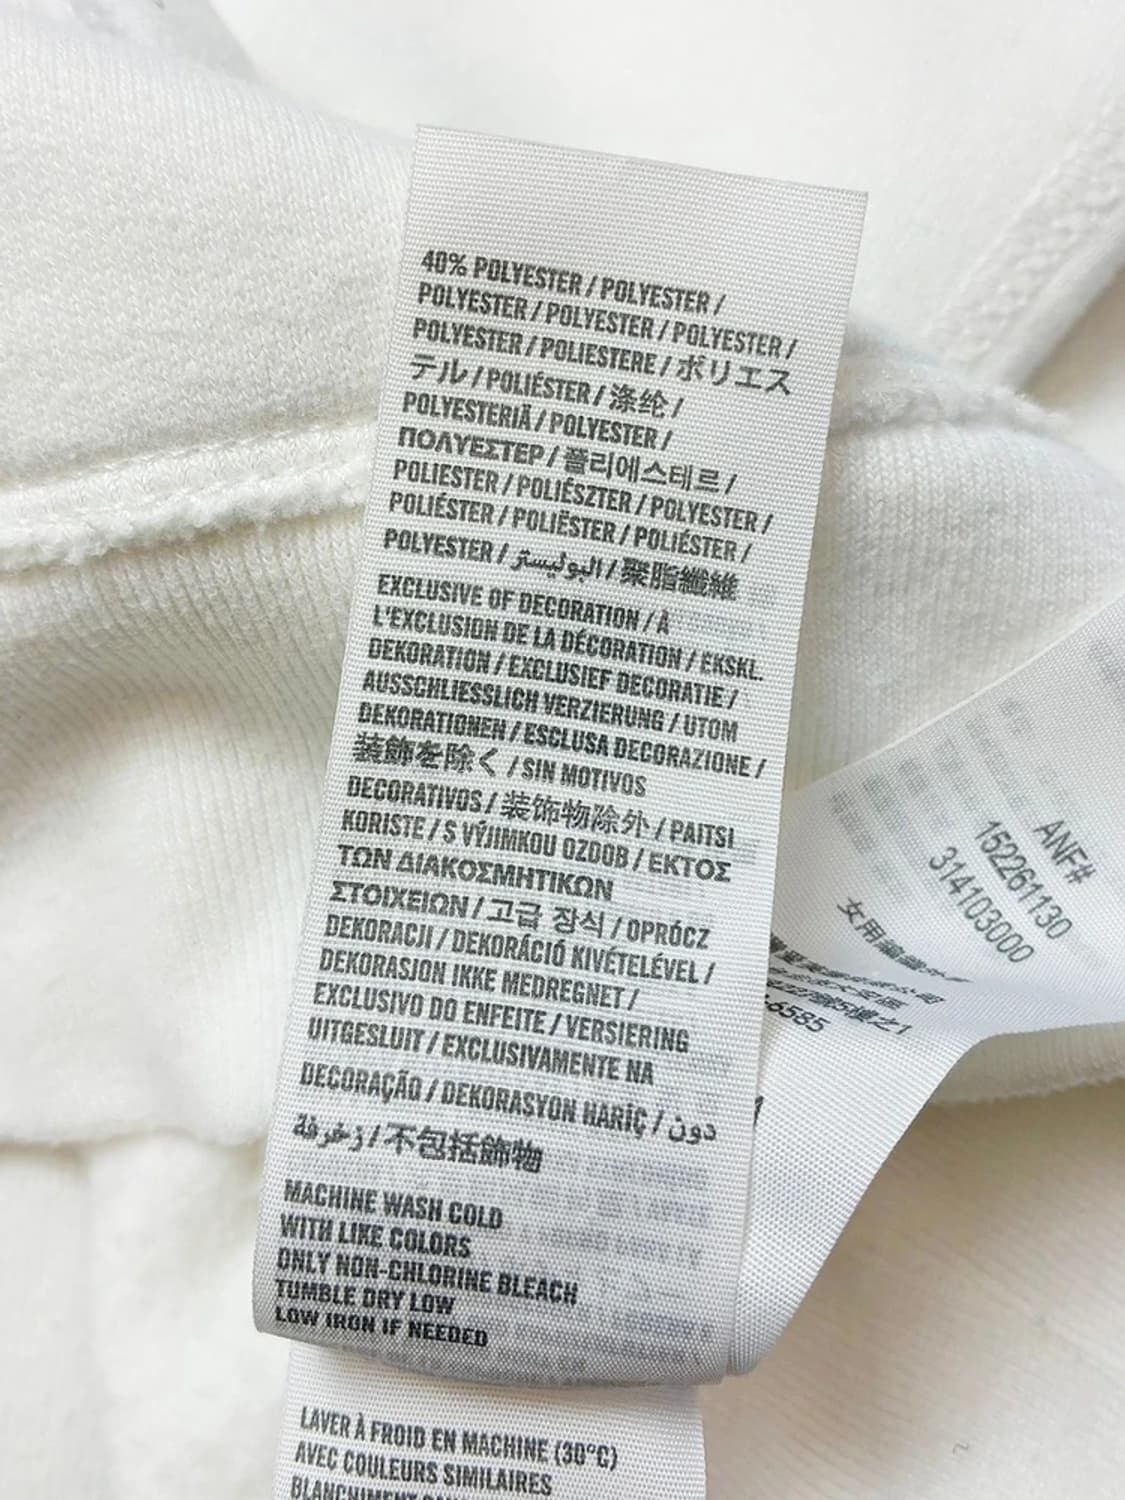 40% POLYESTER / POLYESTER /
POLYESTER / POLYESTER / POLYESTER /
POLYESTER / POLIESTERE / ポリエス
テル / POLIÉSTER / 涤纶 /
POLYESTERIÄ / POLYESTER /
ΠΟΛΥΕΣΤΕΡ / 폴리에스테르 /
POLIESTER / POLIÉSZTER / POLYESTER /
POLIÉSTER / POLIËSTER / POLIÉSTER /
POLYESTER / البوليستر / 聚脂纖維
EXCLUSIVE OF DECORATION / À
L'EXCLUSION DE LA DÉCORATION / EKSKL.
DEKORATION / EXCLUSIEF DECORATIE /
AUSSCHLIESSLICH VERZIERUNG / UTOM
DEKORATIONEN / ESCLUSA DECORAZIONE /
装飾を除く / SIN MOTIVOS
DECORATIVOS / 装饰物除外 / PAITSI
KORISTE / S VÝJIMKOU OZDOB / ΕΚΤΟΣ
ΤΩΝ ΔΙΑΚΟΣΜΗΤΙΚΩΝ
ΣΤΟΙΧΕΙΩΝ / 고급 장식 / OPRÓCZ
DEKORACJI / DEKORÁCIÓ KIVÉTELÉVEL /
DEKORASJON IKKE MEDREGNET /
EXCLUSIVO DO ENFEITE / VERSIERING
UITGESLUIT / EXCLUSIVAMENTE NA
DECORAÇÃO / DEKORASYON HARİÇ / دون
زخرفة / 不包括飾物
MACHINE WASH COLD
WITH LIKE COLORS
ONLY NON-CHLORINE BLEACH
TUMBLE DRY LOW
LOW IRON IF NEEDED
LAVER À FROID EN MACHINE (30°C)
AVEC COULEURS SIMILAIRES
BLANCHIMENT
ANF#
152261130
314103000
女用
6585